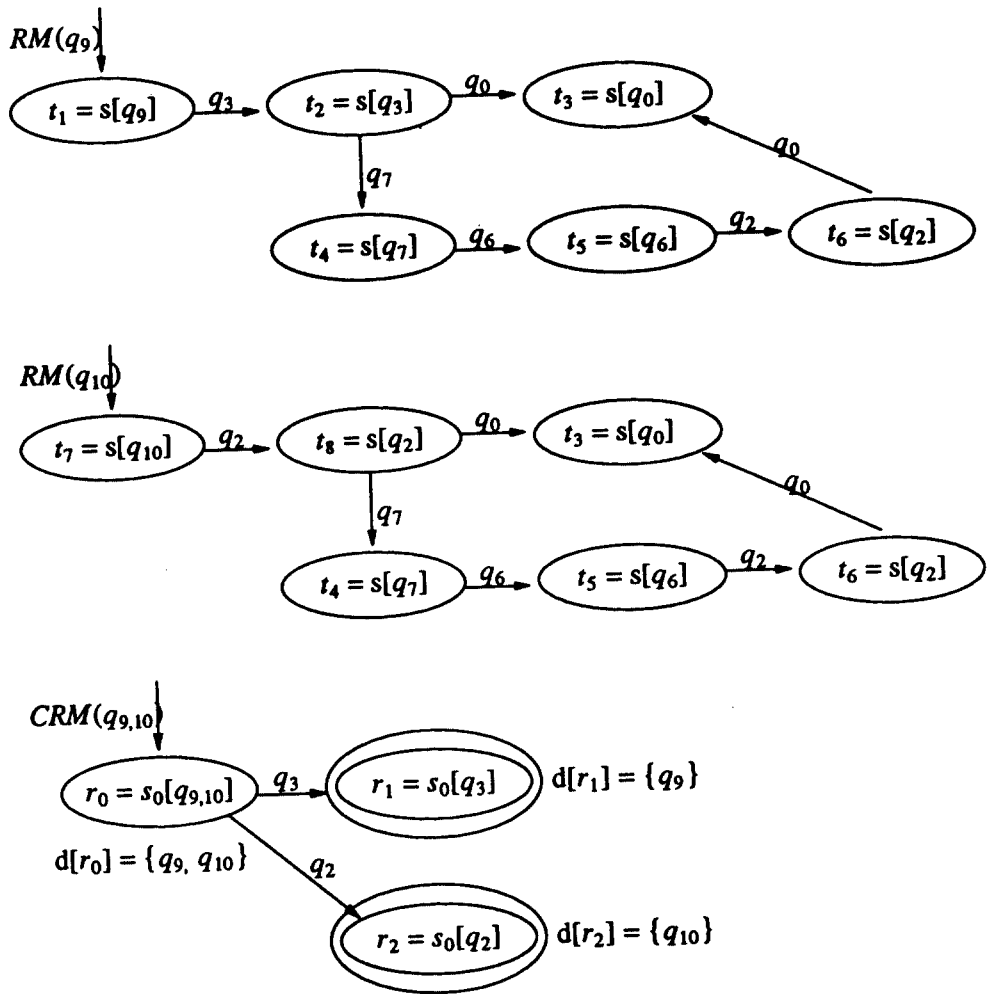 RM(q₉)
t₁ = s[q₉] q₃ t₂ = s[q₃] q₀ t₃ = s[q₀]
q₀
q₇
t₄ = s[q₇] q₆ t₅ = s[q₆] q₂ t₆ = s[q₂]
RM(q₁₀)
t₇ = s[q₁₀] q₂ t₈ = s[q₂] q₀ t₃ = s[q₀]
q₀
q₇
t₄ = s[q₇] q₆ t₅ = s[q₆] q₂ t₆ = s[q₂]
CRM(q₉,₁₀)
r₀ = s₀[q₉,₁₀] q₃ r₁ = s₀[q₃] d[r₁] = {q₉}
d[r₀] = {q₉, q₁₀} q₂
r₂ = s₀[q₂] d[r₂] = {q₁₀}